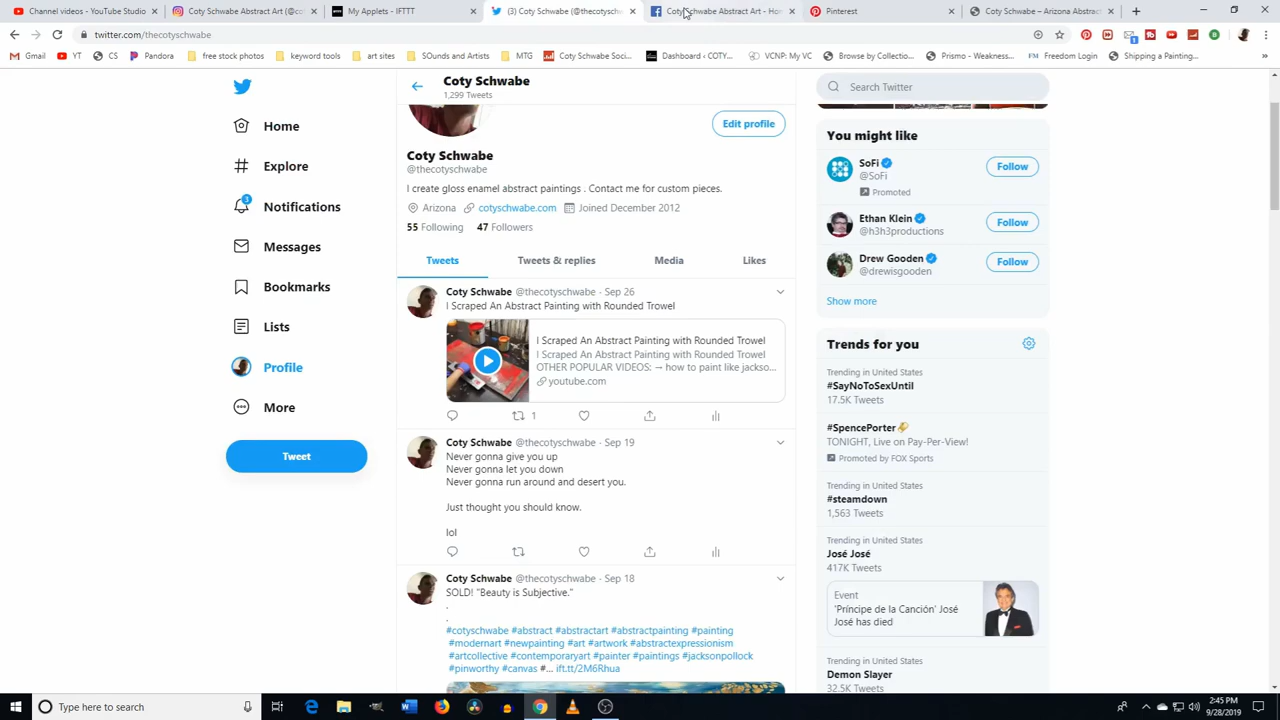 Channel videos - YouTube Studio
Coty Schwabe Abstract Art (@co
My Applets - IFTTT
(3) Coty Schwabe (@thecotyschw
Coty Schwabe Abstract Art - Ho
Pinterest
Coty Schwabe – Arizona Abstract
twitter.com/thecotyschwabe
Gmail
YT
CS
Pandora
free stock photos
keyword tools
art sites
SOunds and Artists
MTG
Coty Schwabe Soci...
Dashboard ‹ COTY...
VCNP: My VC
Browse by Collectio...
Prismo - Weakness...
Freedom Login
Shipping a Painting...
Coty Schwabe
1,299 Tweets
Search Twitter
Home
Explore
3
Notifications
Messages
Bookmarks
Lists
Profile
More
Tweet
Edit profile
Coty Schwabe
@thecotyschwabe
I create gloss enamel abstract paintings . Contact me for custom pieces.
Arizona cotyschwabe.com Joined December 2012
55 Following 47 Followers
Tweets Tweets & replies Media Likes
Coty Schwabe @thecotyschwabe · Sep 26
I Scraped An Abstract Painting with Rounded Trowel
I Scraped An Abstract Painting with Rounded Trowel
I Scraped An Abstract Painting with Rounded Trowel
OTHER POPULAR VIDEOS: → how to paint like jackso...
youtube.com
1
Coty Schwabe @thecotyschwabe · Sep 19
Never gonna give you up
Never gonna let you down
Never gonna run around and desert you.
Just thought you should know.
lol
Coty Schwabe @thecotyschwabe · Sep 18
SOLD! "Beauty is Subjective."
.
.
#cotyschwabe #abstract #abstractart #abstractpainting #painting
#modernart #newpainting #art #artwork #abstractexpressionism
#artcollective #contemporaryart #painter #paintings #jacksonpollock
#pinworthy #canvas #... ift.tt/2M6Rhua
You might like
SoFi
@SoFi
Promoted
Follow
Ethan Klein
@h3h3productions
Follow
Drew Gooden
@drewisgooden
Follow
Show more
Trends for you
Trending in United States
#SayNoToSexUntil
17.5K Tweets
#SpencePorter
TONIGHT, Live on Pay-Per-View!
Promoted by FOX Sports
Trending in United States
#steamdown
1,563 Tweets
Trending in United States
José José
417K Tweets
Event
'Príncipe de la Canción' José
José has died
Trending in United States
Demon Slayer
32.5K Tweets
Type here to search
2:45 PM
9/28/2019